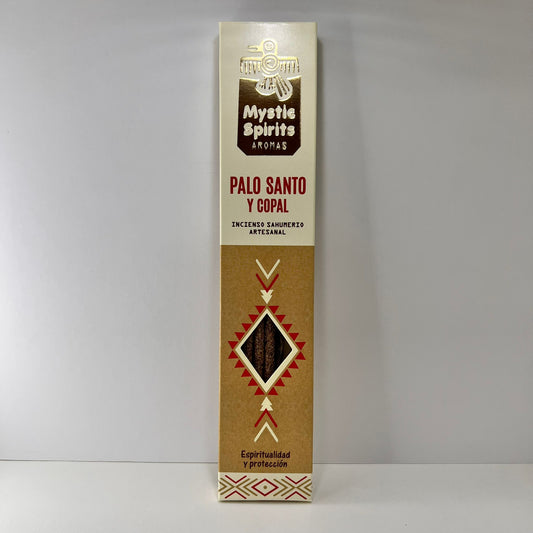 Mystic
Spirits
AROMAS
PALO SANTO
Y COPAL
INCIENSO SAHUMERIO
ARTESANAL
Espiritualidad
y protección